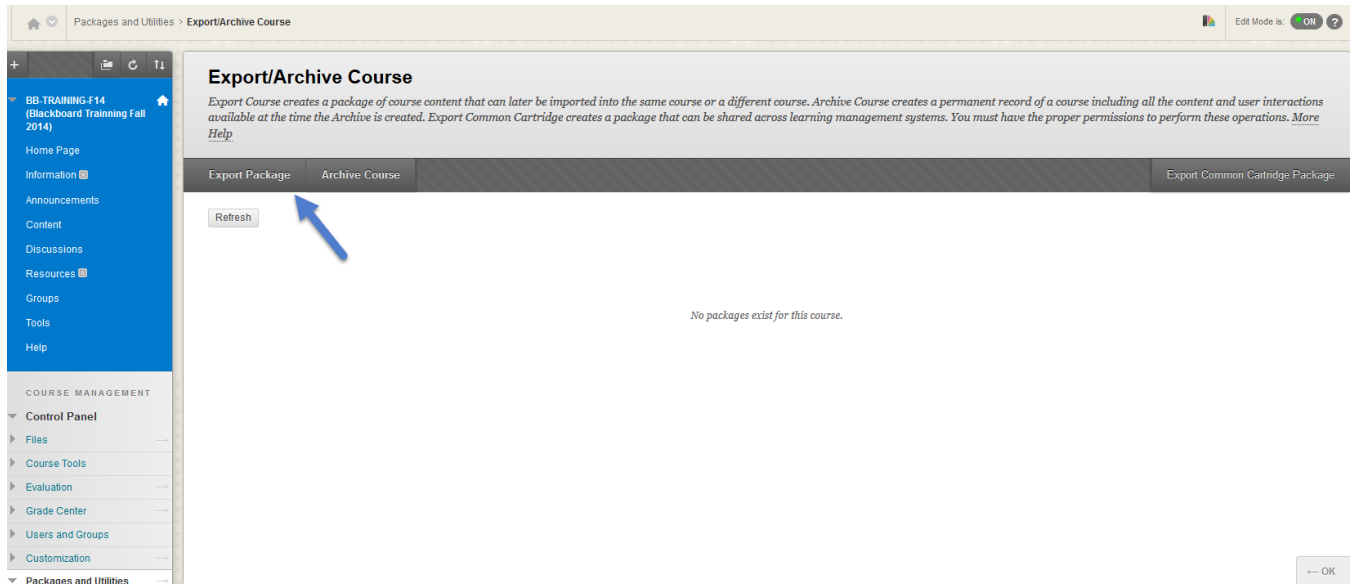 Packages and Utilities > Export/Archive Course
Edit Mode is: ON ?
BB-TRAINING-F14
(Blackboard Trainning Fall
2014)
Home Page
Information
Announcements
Content
Discussions
Resources
Groups
Tools
Help
COURSE MANAGEMENT
Control Panel
Files
Course Tools
Evaluation
Grade Center
Users and Groups
Customization
Packages and Utilities
Export/Archive Course
Export Course creates a package of course content that can later be imported into the same course or a different course. Archive Course creates a permanent record of a course including all the content and user interactions
available at the time the Archive is created. Export Common Cartridge creates a package that can be shared across learning management systems. You must have the proper permissions to perform these operations. More
Help
Export Package Archive Course Export Common Cartridge Package
Refresh
No packages exist for this course.
← OK